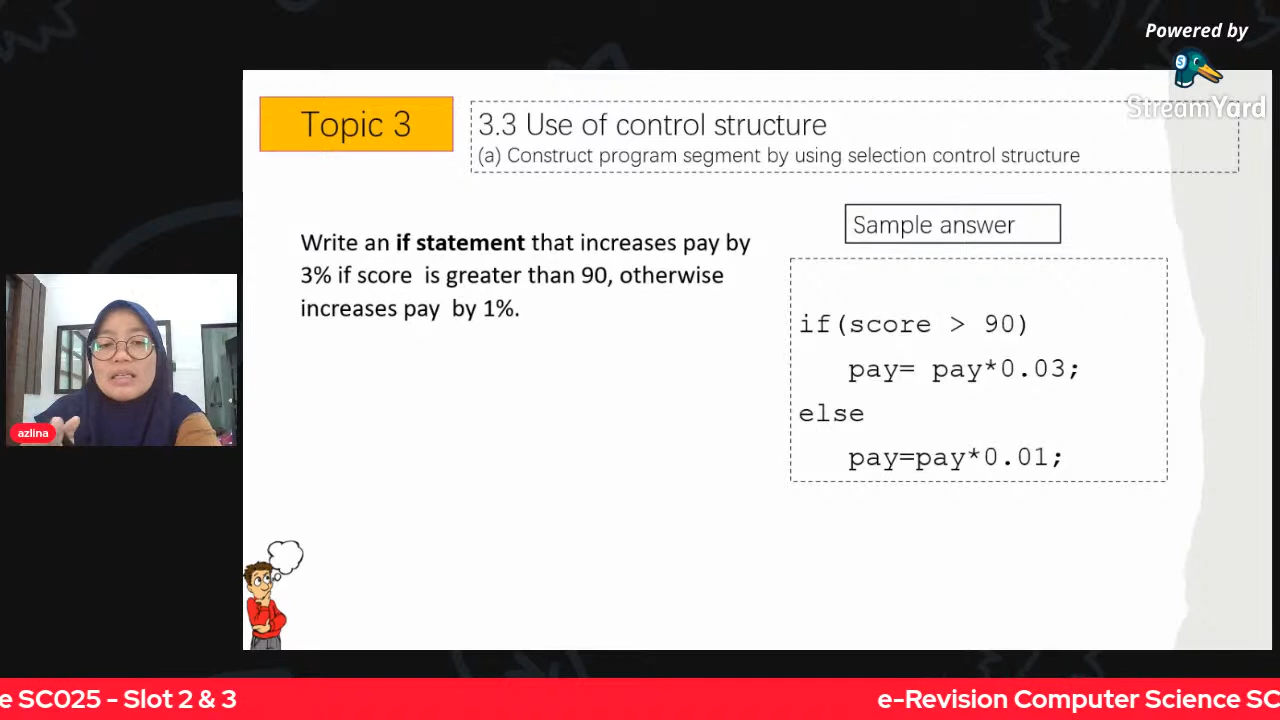 Powered by
StreamYard
Topic 3
3.3 Use of control structure
(a) Construct program segment by using selection control structure
Write an if statement that increases pay by
3% if score is greater than 90, otherwise
increases pay by 1%.
Sample answer
if(score > 90)
pay= pay*0.03;
else
pay=pay*0.01;
azlina
e SC025 - Slot 2 & 3
e-Revision Computer Science SC